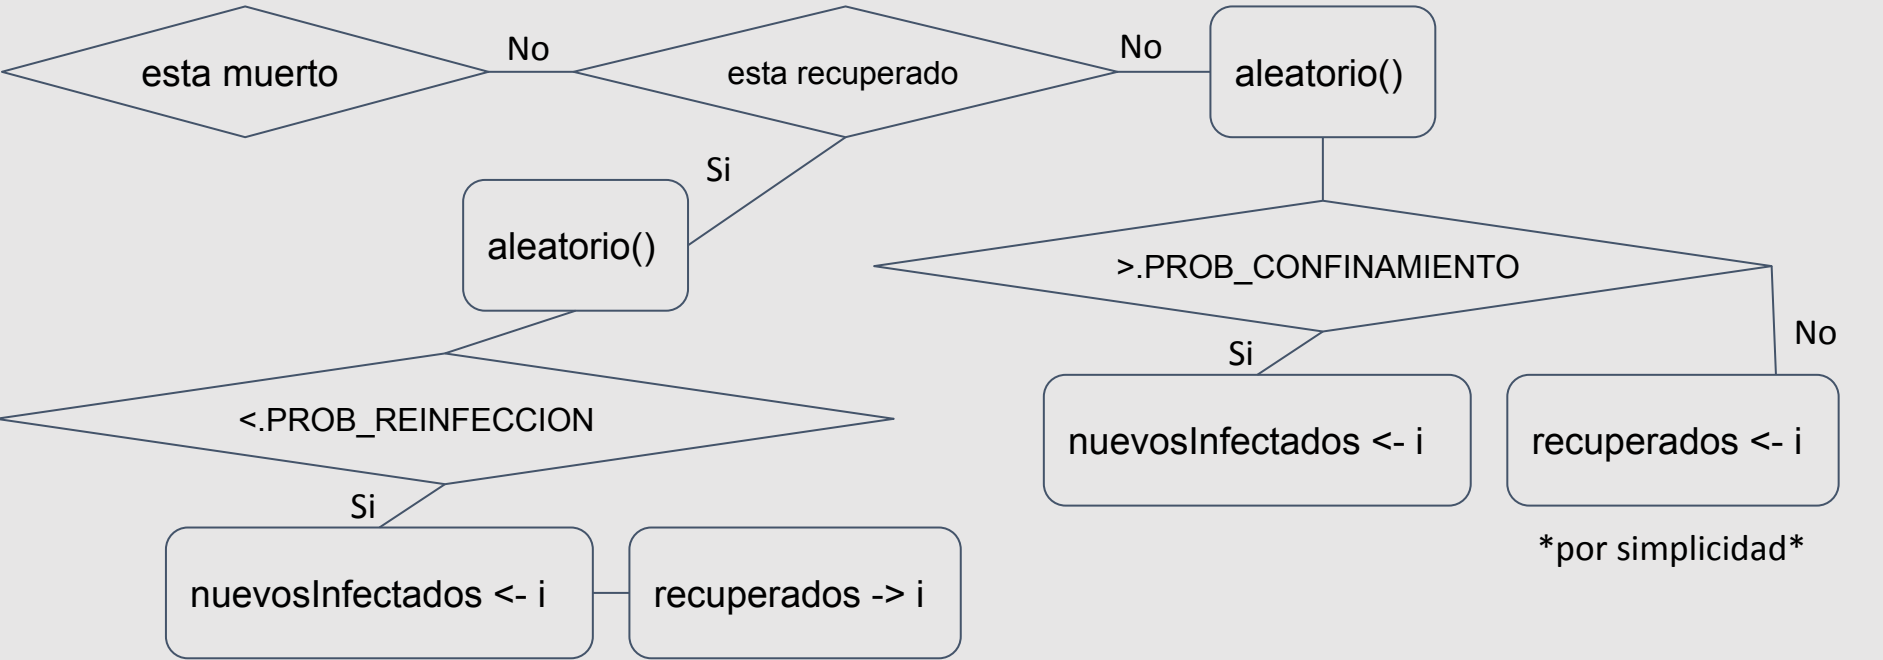 esta muerto
No
esta recuperado
No
aleatorio()
Si
aleatorio()
>.PROB_CONFINAMIENTO
No
Si
<.PROB_REINFECCION
nuevosInfectados <- i
recuperados <- i
Si
*por simplicidad*
nuevosInfectados <- i
recuperados -> i